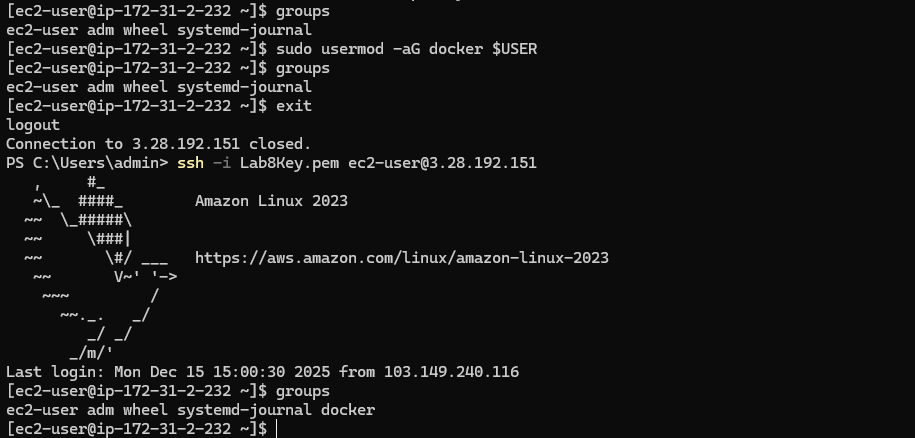 [ec2-user@ip-172-31-2-232 ~]$ groups
ec2-user adm wheel systemd-journal
[ec2-user@ip-172-31-2-232 ~]$ sudo usermod -aG docker $USER
[ec2-user@ip-172-31-2-232 ~]$ groups
ec2-user adm wheel systemd-journal
[ec2-user@ip-172-31-2-232 ~]$ exit
logout
Connection to 3.28.192.151 closed.
PS C:\Users\admin> ssh -i Lab8Key.pem ec2-user@3.28.192.151
   ,     #_
   ~\_  ####_        Amazon Linux 2023
  ~~  \_#####\
  ~~     \###|
  ~~       \#/ ___   https://aws.amazon.com/linux/amazon-linux-2023
   ~~       V~' '->
    ~~~         /
      ~~._.   _/
         _/ _/
       _/m/'
Last login: Mon Dec 15 15:00:30 2025 from 103.149.240.116
[ec2-user@ip-172-31-2-232 ~]$ groups
ec2-user adm wheel systemd-journal docker
[ec2-user@ip-172-31-2-232 ~]$